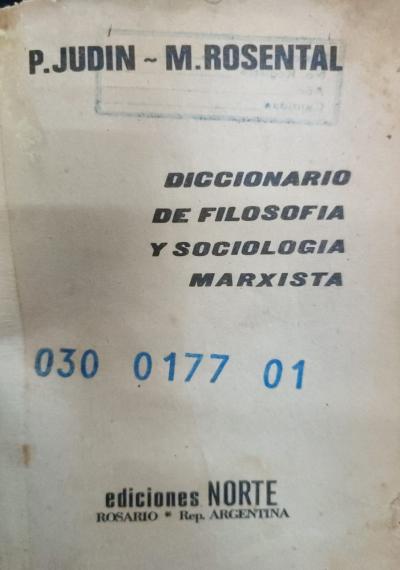 P. JUDIN ~ M. ROSENTAL
DICCIONARIO
DE FILOSOFIA
Y SOCIOLOGIA
MARXISTA
030 0177 01
ediciones NORTE
ROSARIO * Rep. ARGENTINA